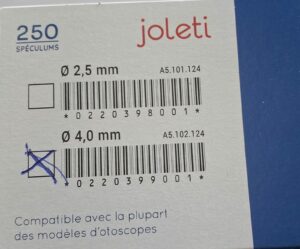 250
SPÉCULUMS
joleti
Ø 2,5 mm A5.101.124
*0220398001*
Ø 4,0 mm A5.102.124
*0220399001*
Compatible avec la plupart
des modèles d'otoscopes